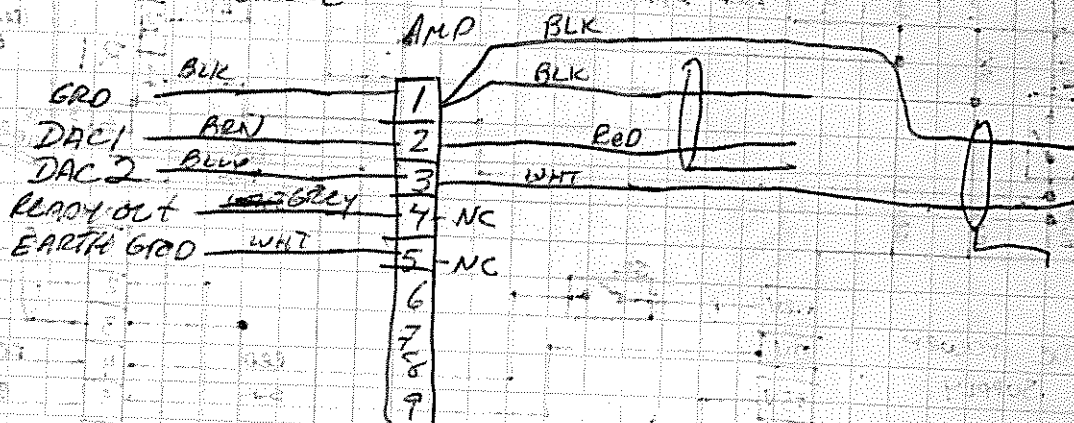 AMP
BLK
BLK
BLK
GRD
1
DAC1
BRN
2
RED
DAC2
BLUE
3
WHT
READY OUT
GREY
4
NC
EARTH GRD
WHT
5
NC
6
7
8
9